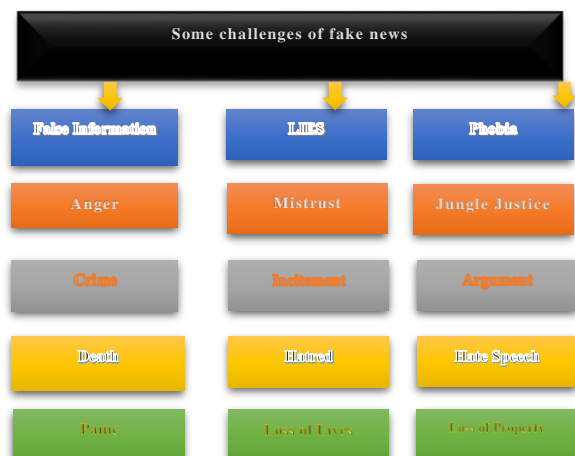 Some challenges of fake news
False Information
LIES
Phobia
Anger
Mistrust
Jungle Justice
Crime
Incitement
Argument
Death
Hatred
Hate Speech
Panic
Loss of Lives
Loss of Property